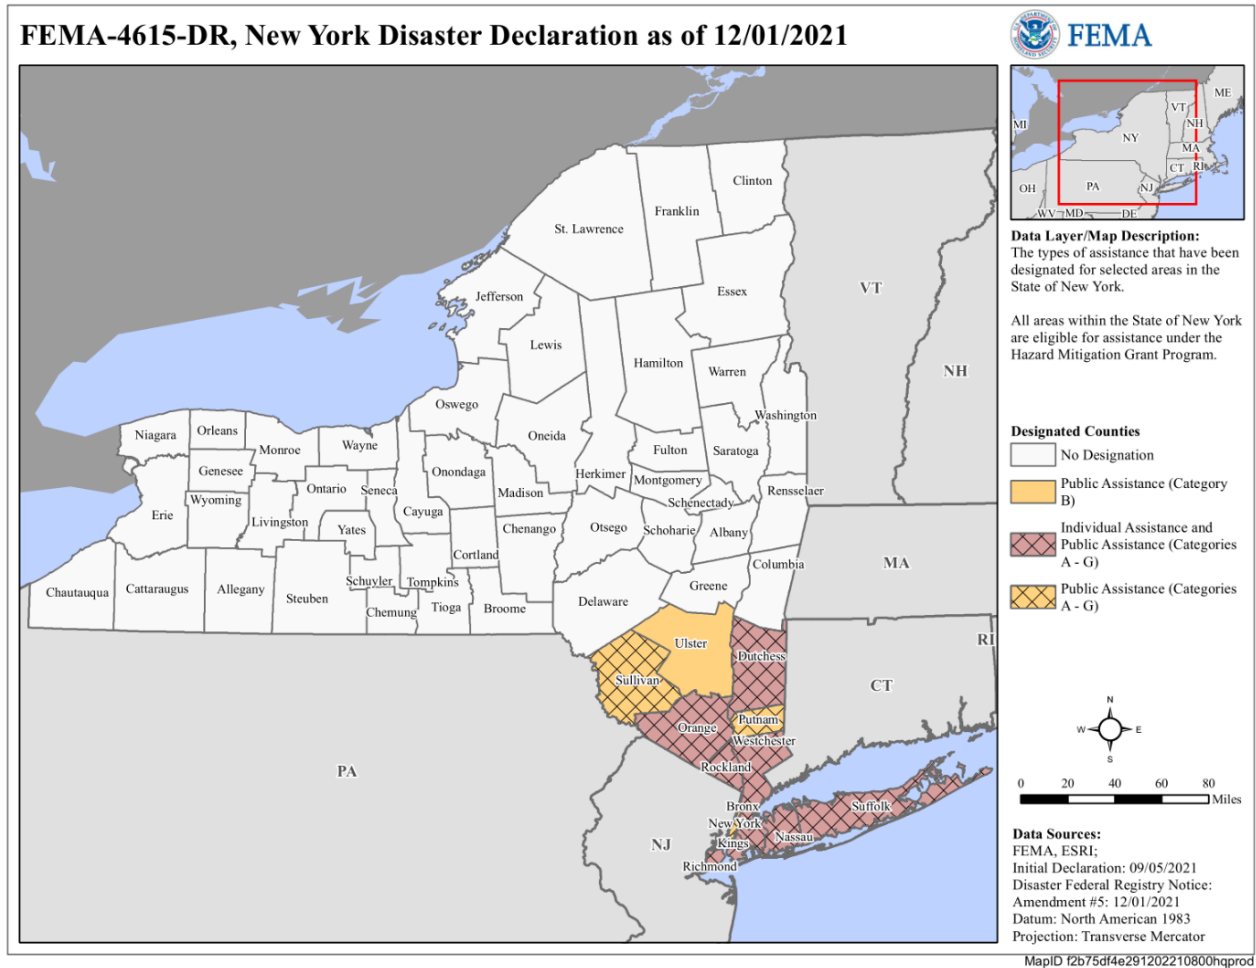 FEMA-4615-DR, New York Disaster Declaration as of 12/01/2021
FEMA
Clinton
Franklin
St. Lawrence
Essex
Jefferson
Lewis
Hamilton
Warren
Washington
Oswego
Oneida
Fulton
Saratoga
Niagara
Orleans
Monroe
Wayne
Genesee
Onondaga
Herkimer
Montgomery
Wyoming
Ontario
Seneca
Madison
Schenectady
Rensselaer
Erie
Livingston
Yates
Cayuga
Chenango
Otsego
Schoharie
Albany
Cortland
Columbia
Chautauqua
Cattaraugus
Allegany
Steuben
Schuyler
Tompkins
Chemung
Tioga
Broome
Delaware
Greene
Ulster
Sullivan
Dutchess
Orange
Putnam
Westchester
Rockland
Bronx
New York
Kings
Nassau
Suffolk
Richmond
VT
NH
MA
RI
CT
PA
NJ
ME
VT
NH
MI
NY
MA
CT
RI
OH
PA
NJ
WV
MD
DE
Data Layer/Map Description:
The types of assistance that have been
designated for selected areas in the
State of New York.
All areas within the State of New York
are eligible for assistance under the
Hazard Mitigation Grant Program.
Designated Counties
No Designation
Public Assistance (Category
B)
Individual Assistance and
Public Assistance (Categories
A - G)
Public Assistance (Categories
A - G)
N
W
E
S
0 20 40 60 80
Miles
Data Sources:
FEMA, ESRI;
Initial Declaration: 09/05/2021
Disaster Federal Registry Notice:
Amendment #5: 12/01/2021
Datum: North American 1983
Projection: Transverse Mercator
MapID f2b75df4e291202210800hqprod